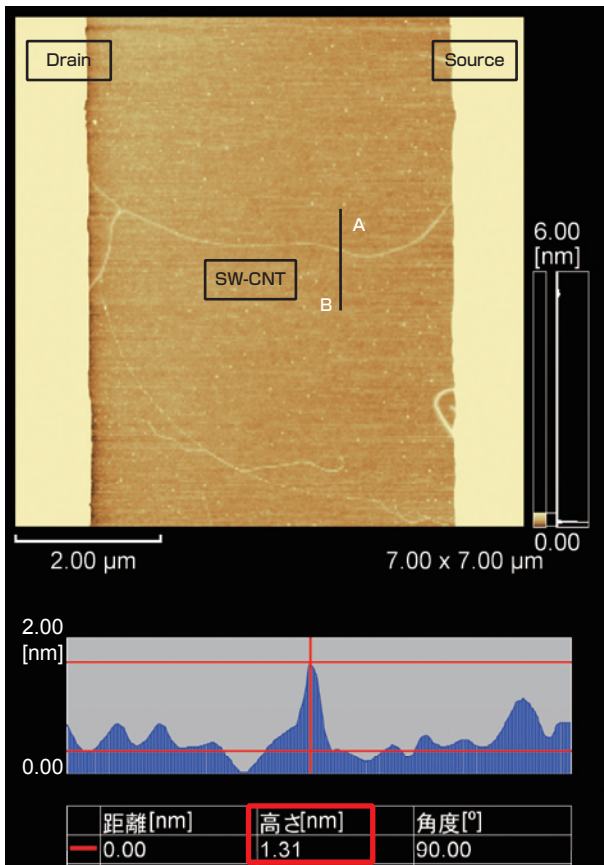 Drain
Source
A
SW-CNT
B
6.00
[nm]
0.00
2.00 µm
7.00 x 7.00 µm
2.00
[nm]
0.00
距離[nm] 高さ[nm] 角度[º]
0.00 1.31 90.00